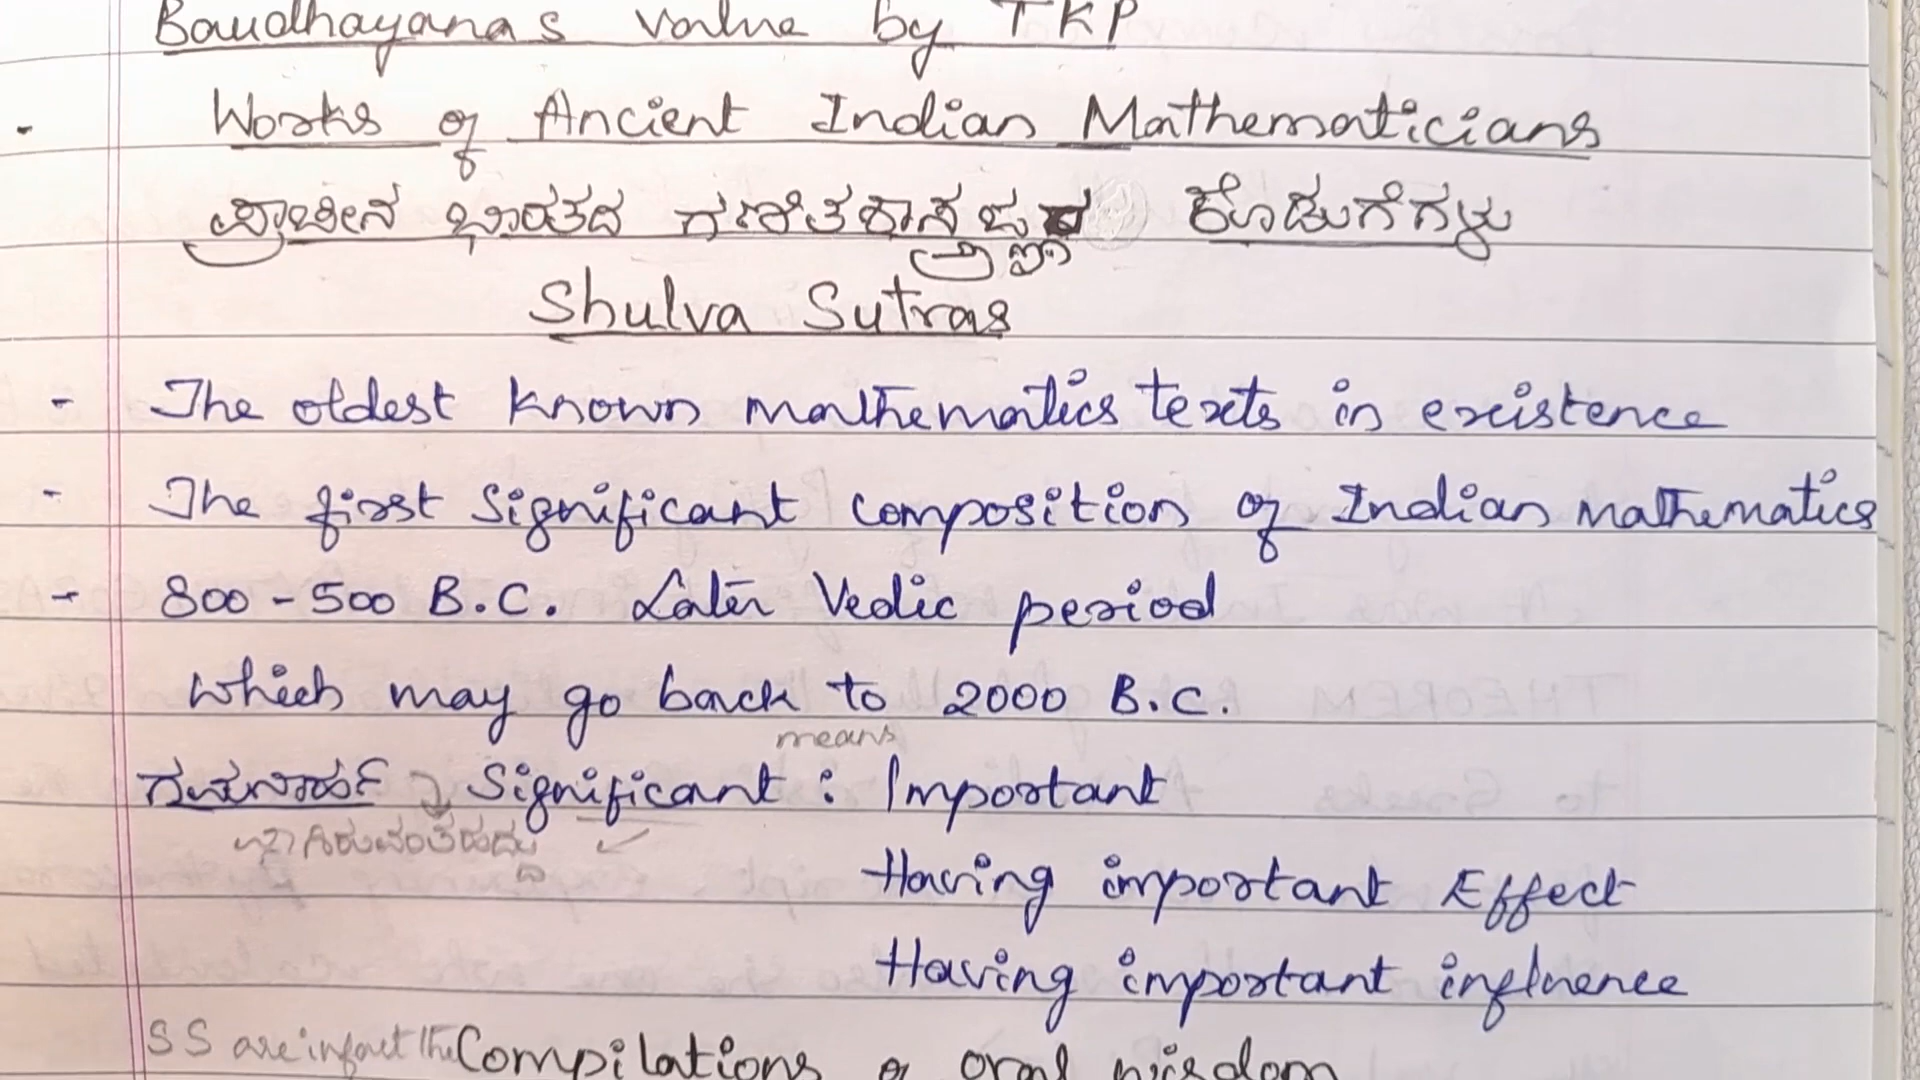 Baudhayanas value by TKP
- Works of Ancient Indian Mathematicians
ಪ್ರಾಚೀನ ಭಾರತದ ಗಣಿತಶಾಸ್ತ್ರಜ್ಞರ ಕೊಡುಗೆಗಳು
Shulva Sutras
- The oldest known mathematics texts in existence
- The first significant composition of Indian mathematics
- 800-500 B.C. Later Vedic period
which may go back to 2000 B.C.
means
ಗಮನಾರ್ಹ Significant : Important
Having important Effect
Having important influence
SS are infact the Compilations of oral wisdom